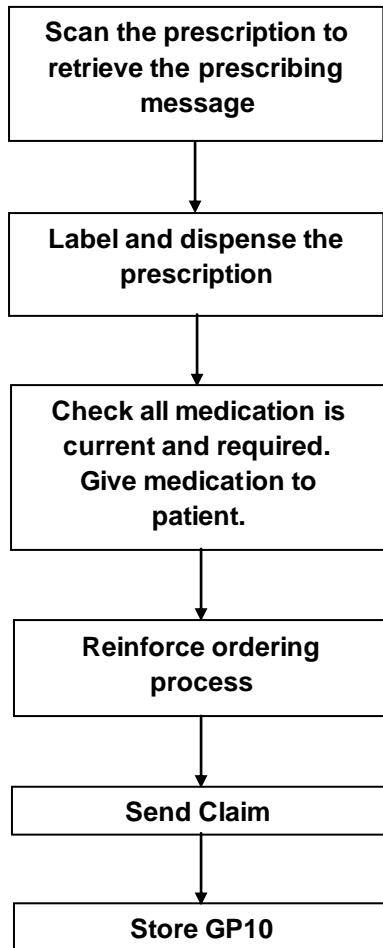 Scan the prescription to
retrieve the prescribing
message
Label and dispense the
prescription
Check all medication is
current and required.
Give medication to
patient.
Reinforce ordering
process
Send Claim
Store GP10